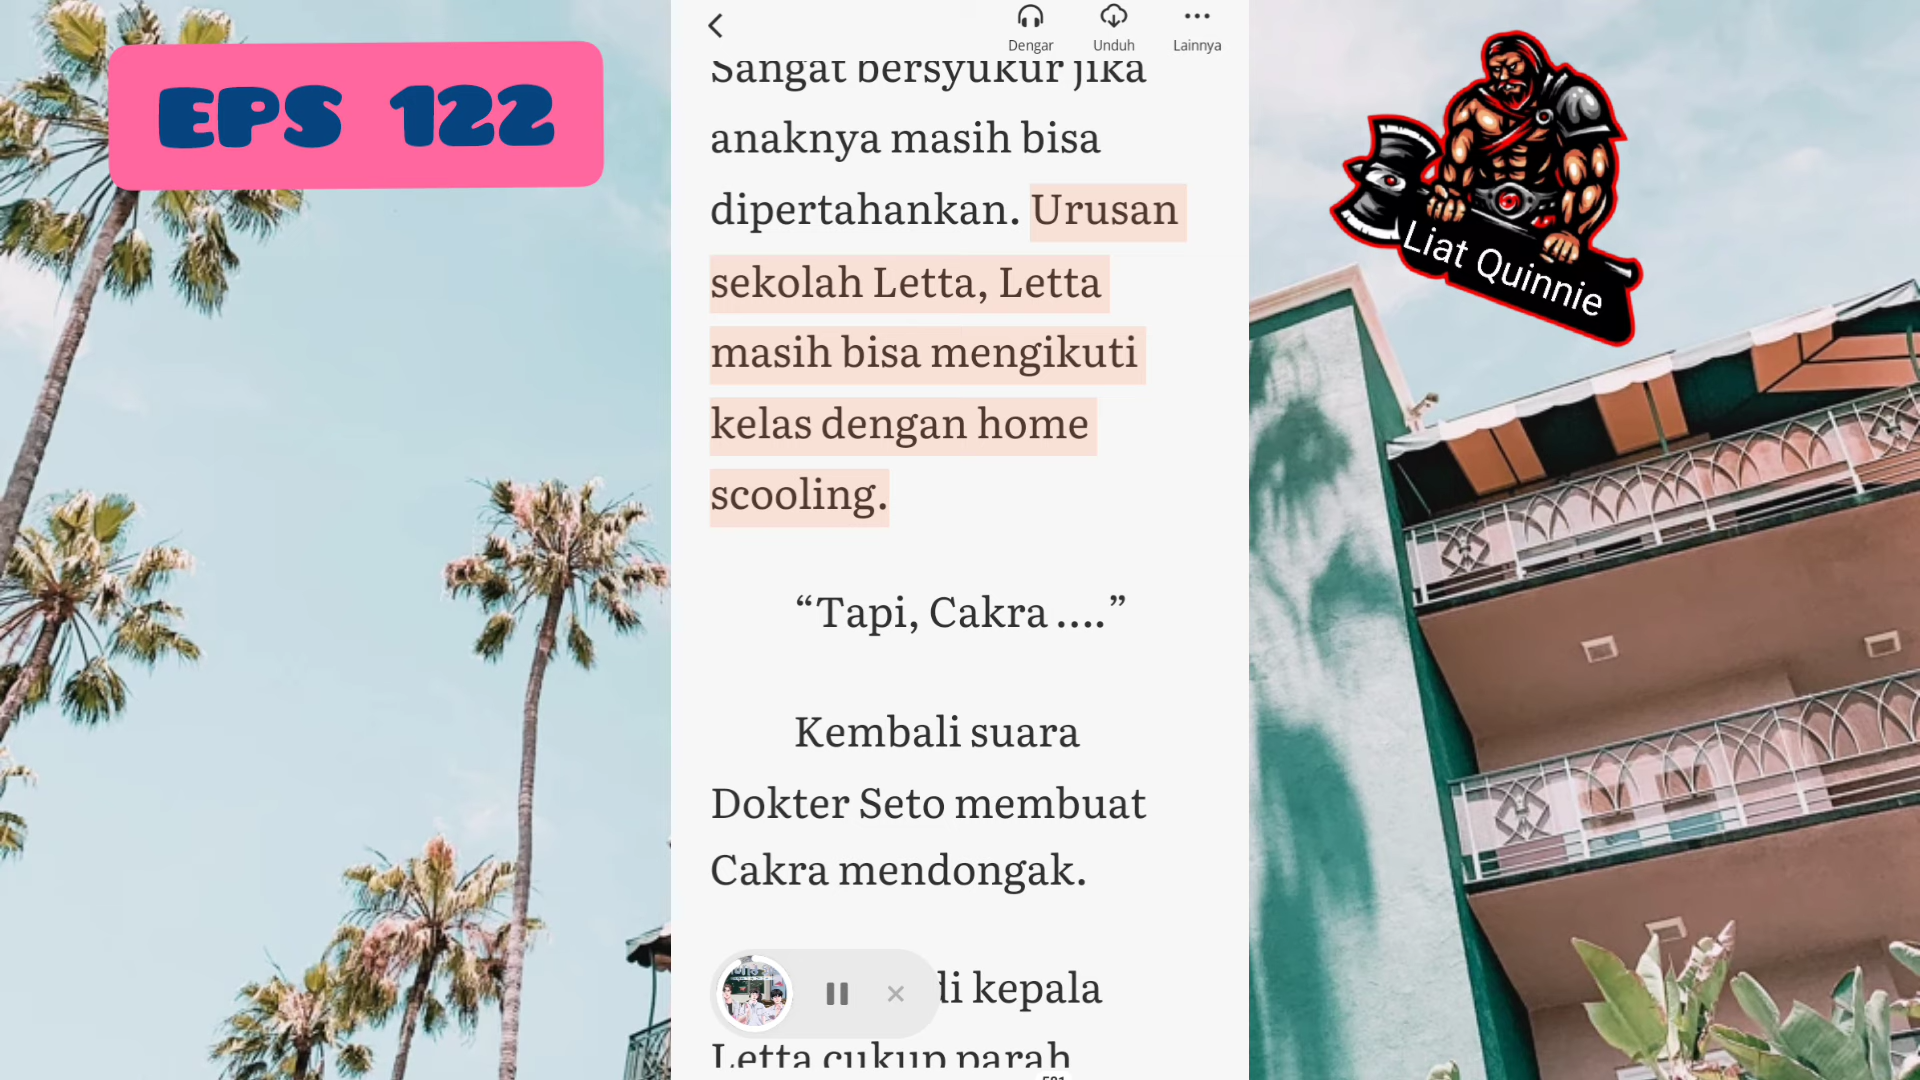 EPS 122
Dengar
Unduh
Lainnya
Sangat bersyukur jika
anaknya masih bisa
dipertahankan. Urusan
sekolah Letta, Letta
masih bisa mengikuti
kelas dengan home
scooling.
“Tapi, Cakra ....”
Kembali suara
Dokter Seto membuat
Cakra mendongak.
di kepala
Letta cukup parah
Liat Quinnie